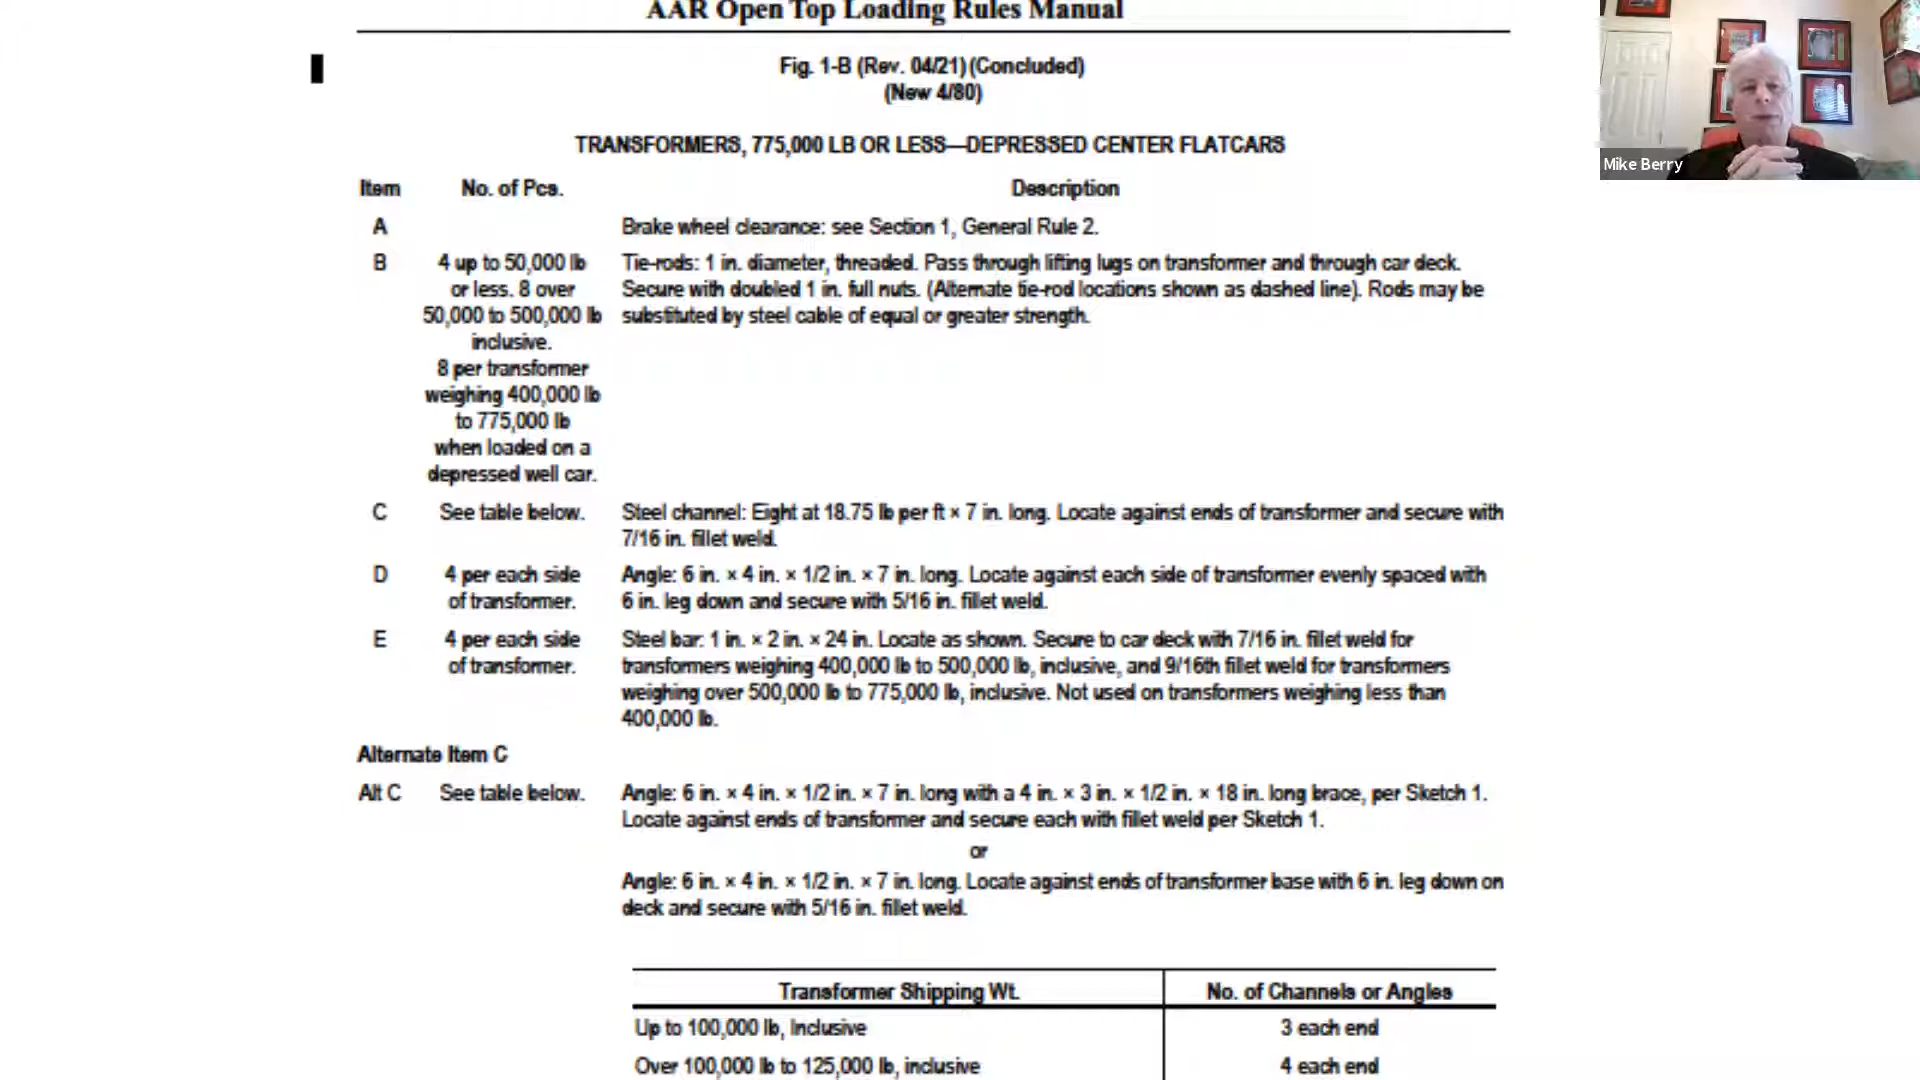 AAR Open Top Loading Rules Manual
Fig. 1-B (Rev. 04/21) (Concluded)
(New 4/80)
Mike Berry
TRANSFORMERS, 775,000 LB OR LESS—DEPRESSED CENTER FLATCARS
Item No. of Pcs. Description
A Brake wheel clearance: see Section 1, General Rule 2.
B 4 up to 50,000 lb Tie-rods: 1 in. diameter, threaded. Pass through lifting lugs on transformer and through car deck.
or less. 8 over Secure with doubled 1 in. full nuts. (Alternate tie-rod locations shown as dashed line). Rods may be
50,000 to 500,000 lb substituted by steel cable of equal or greater strength.
inclusive.
8 per transformer
weighing 400,000 lb
to 775,000 lb
when loaded on a
depressed well car.
C See table below. Steel channel: Eight at 18.75 lb per ft × 7 in. long. Locate against ends of transformer and secure with
7/16 in. fillet weld.
D 4 per each side Angle: 6 in. × 4 in. × 1/2 in. × 7 in. long. Locate against each side of transformer evenly spaced with
of transformer. 6 in. leg down and secure with 5/16 in. fillet weld.
E 4 per each side Steel bar: 1 in. × 2 in. × 24 in. Locate as shown. Secure to car deck with 7/16 in. fillet weld for
of transformer. transformers weighing 400,000 lb to 500,000 lb, inclusive, and 9/16th fillet weld for transformers
weighing over 500,000 lb to 775,000 lb, inclusive. Not used on transformers weighing less than
400,000 lb.
Alternate Item C
Alt C See table below. Angle: 6 in. × 4 in. × 1/2 in. × 7 in. long with a 4 in. × 3 in. × 1/2 in. × 18 in. long brace, per Sketch 1.
Locate against ends of transformer and secure each with fillet weld per Sketch 1.
or
Angle: 6 in. × 4 in. × 1/2 in. × 7 in. long. Locate against ends of transformer base with 6 in. leg down on
deck and secure with 5/16 in. fillet weld.
Transformer Shipping Wt. No. of Channels or Angles
Up to 100,000 lb, Inclusive 3 each end
Over 100,000 lb to 125,000 lb, inclusive 4 each end